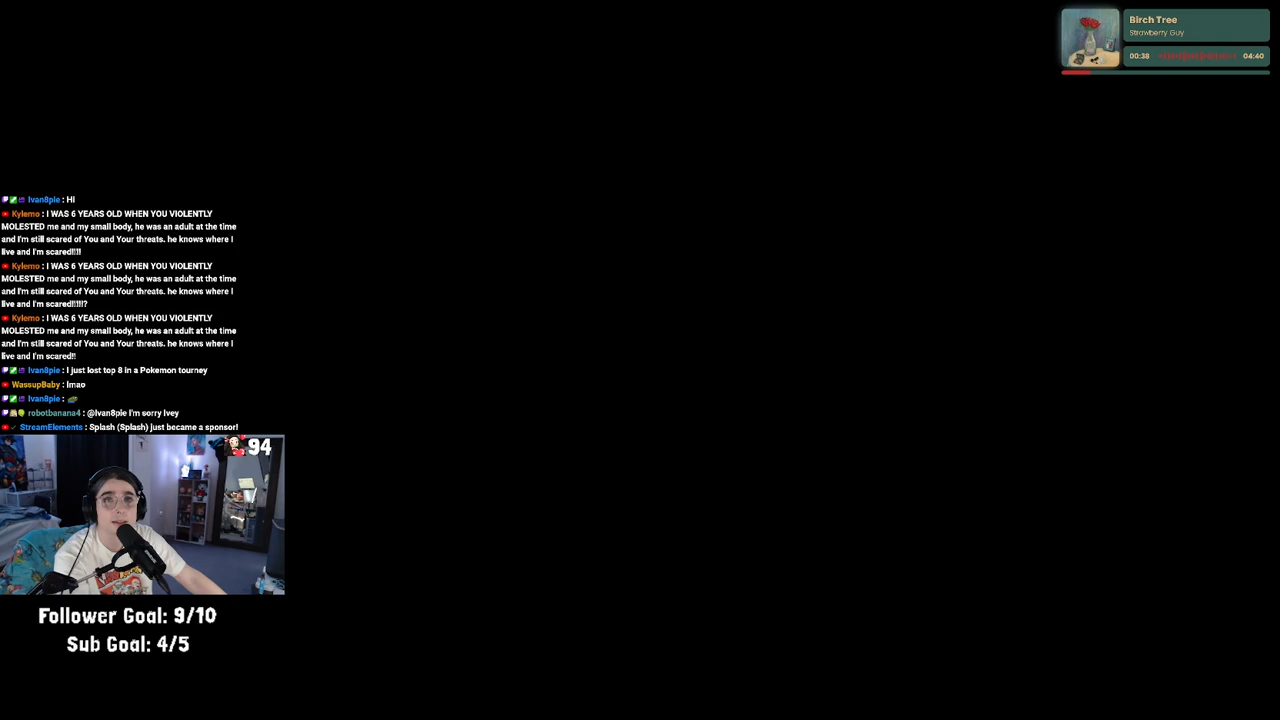 Birch Tree
Strawberry Guy
00:38
04:40
Ivan8pie : Hi
Kylemo : I WAS 6 YEARS OLD WHEN YOU VIOLENTLY
MOLESTED me and my small body, he was an adult at the time
and I'm still scared of You and Your threats. he knows where I
live and I'm scared!!!!
Kylemo : I WAS 6 YEARS OLD WHEN YOU VIOLENTLY
MOLESTED me and my small body, he was an adult at the time
and I'm still scared of You and Your threats. he knows where I
live and I'm scared!!!!!?
Kylemo : I WAS 6 YEARS OLD WHEN YOU VIOLENTLY
MOLESTED me and my small body, he was an adult at the time
and I'm still scared of You and Your threats. he knows where I
live and I'm scared!!
Ivan8pie : I just lost top 8 in a Pokemon tourney
WassupBaby : lmao
Ivan8pie :
robotbanana4 : @Ivan8pie I'm sorry Ivey
StreamElements : Splash (Splash) just became a sponsor!
94
Follower Goal: 9/10
Sub Goal: 4/5